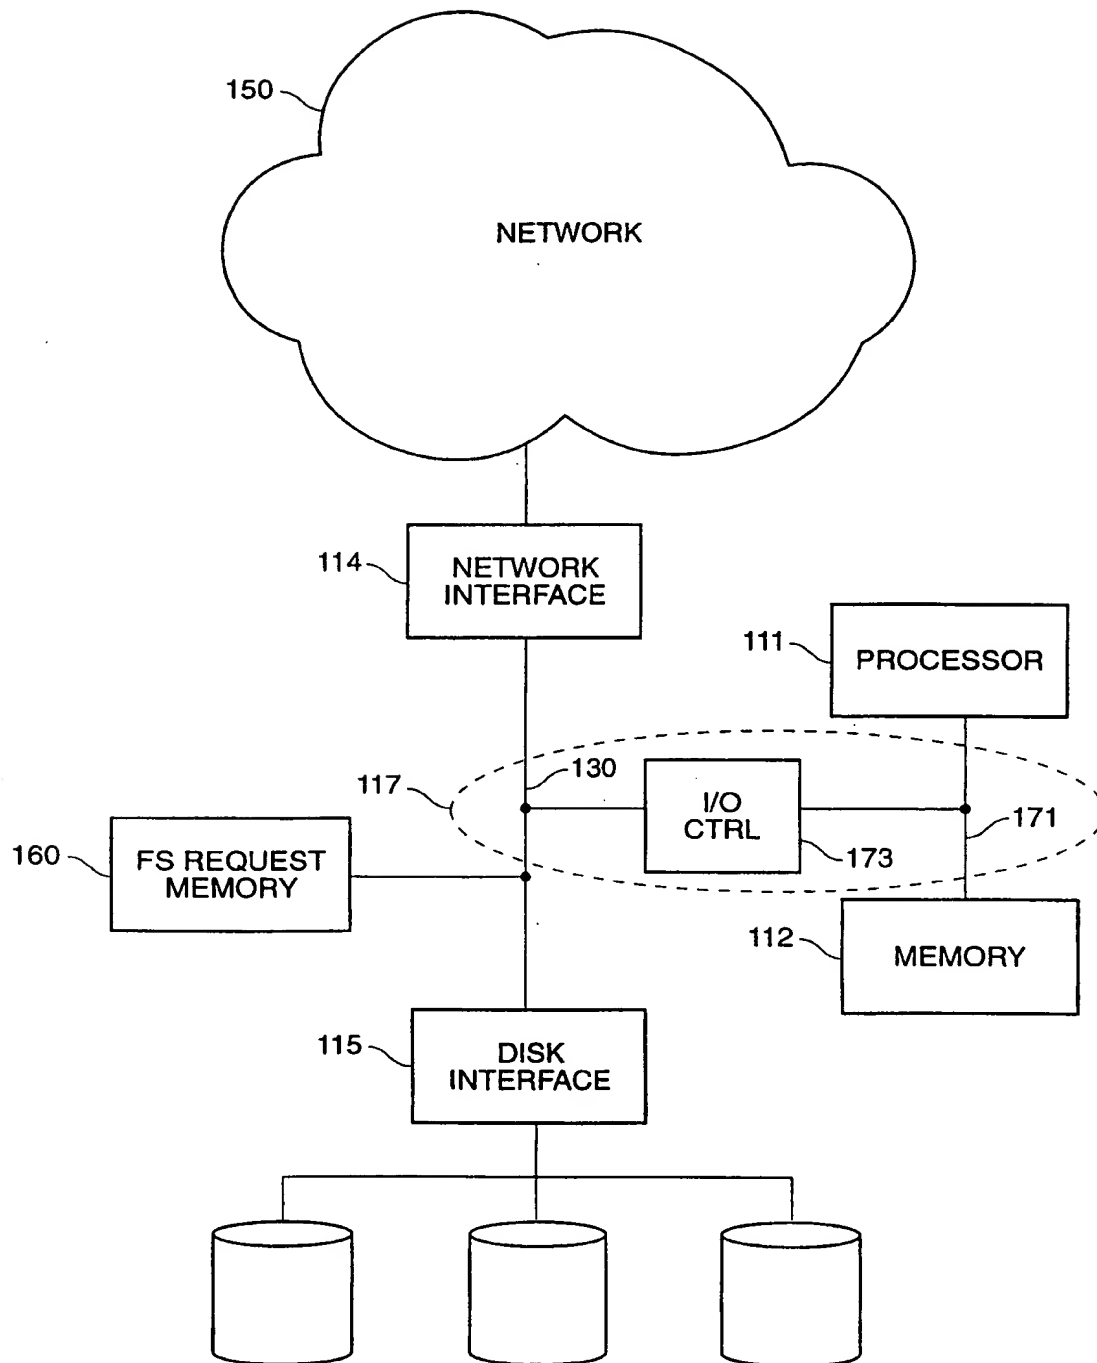 150
NETWORK
114
NETWORK
INTERFACE
111
PROCESSOR
117
130
I/O
CTRL
171
173
160
FS REQUEST
MEMORY
112
MEMORY
115
DISK
INTERFACE